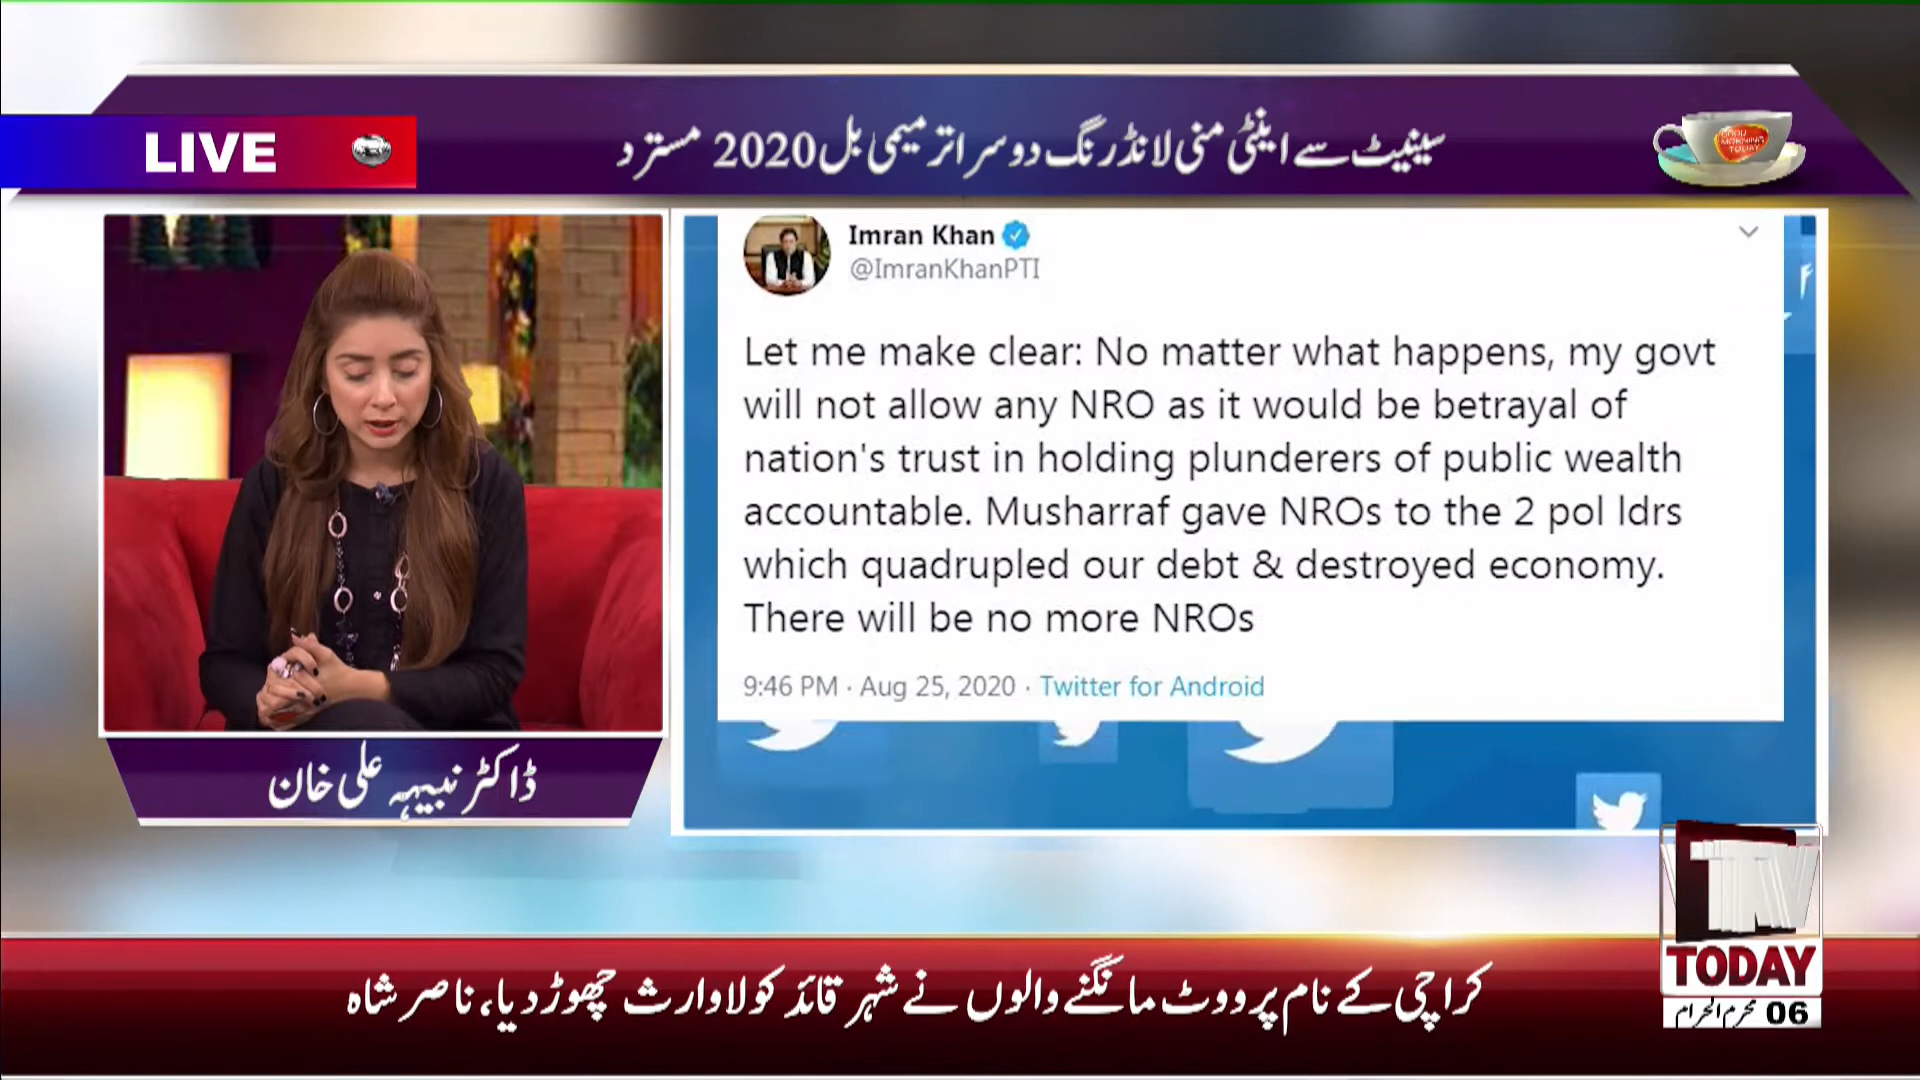 سینیٹ سے اینٹی منی لانڈرنگ دوسرا ترمیمی بل 2020 مسترد
LIVE
GOOD MORNING TODAY
Imran Khan
@ImranKhanPTI
Let me make clear: No matter what happens, my govt
will not allow any NRO as it would be betrayal of
nation's trust in holding plunderers of public wealth
accountable. Musharraf gave NROs to the 2 pol ldrs
which quadrupled our debt & destroyed economy.
There will be no more NROs
9:46 PM · Aug 25, 2020 · Twitter for Android
ڈاکٹر نبیہہ علی خان
کراچی کے نام پر ووٹ مانگنے والوں نے شہر قائد کو لاوارث چھوڑ دیا، ناصر شاہ
TV
TODAY
06 محرم الحرام